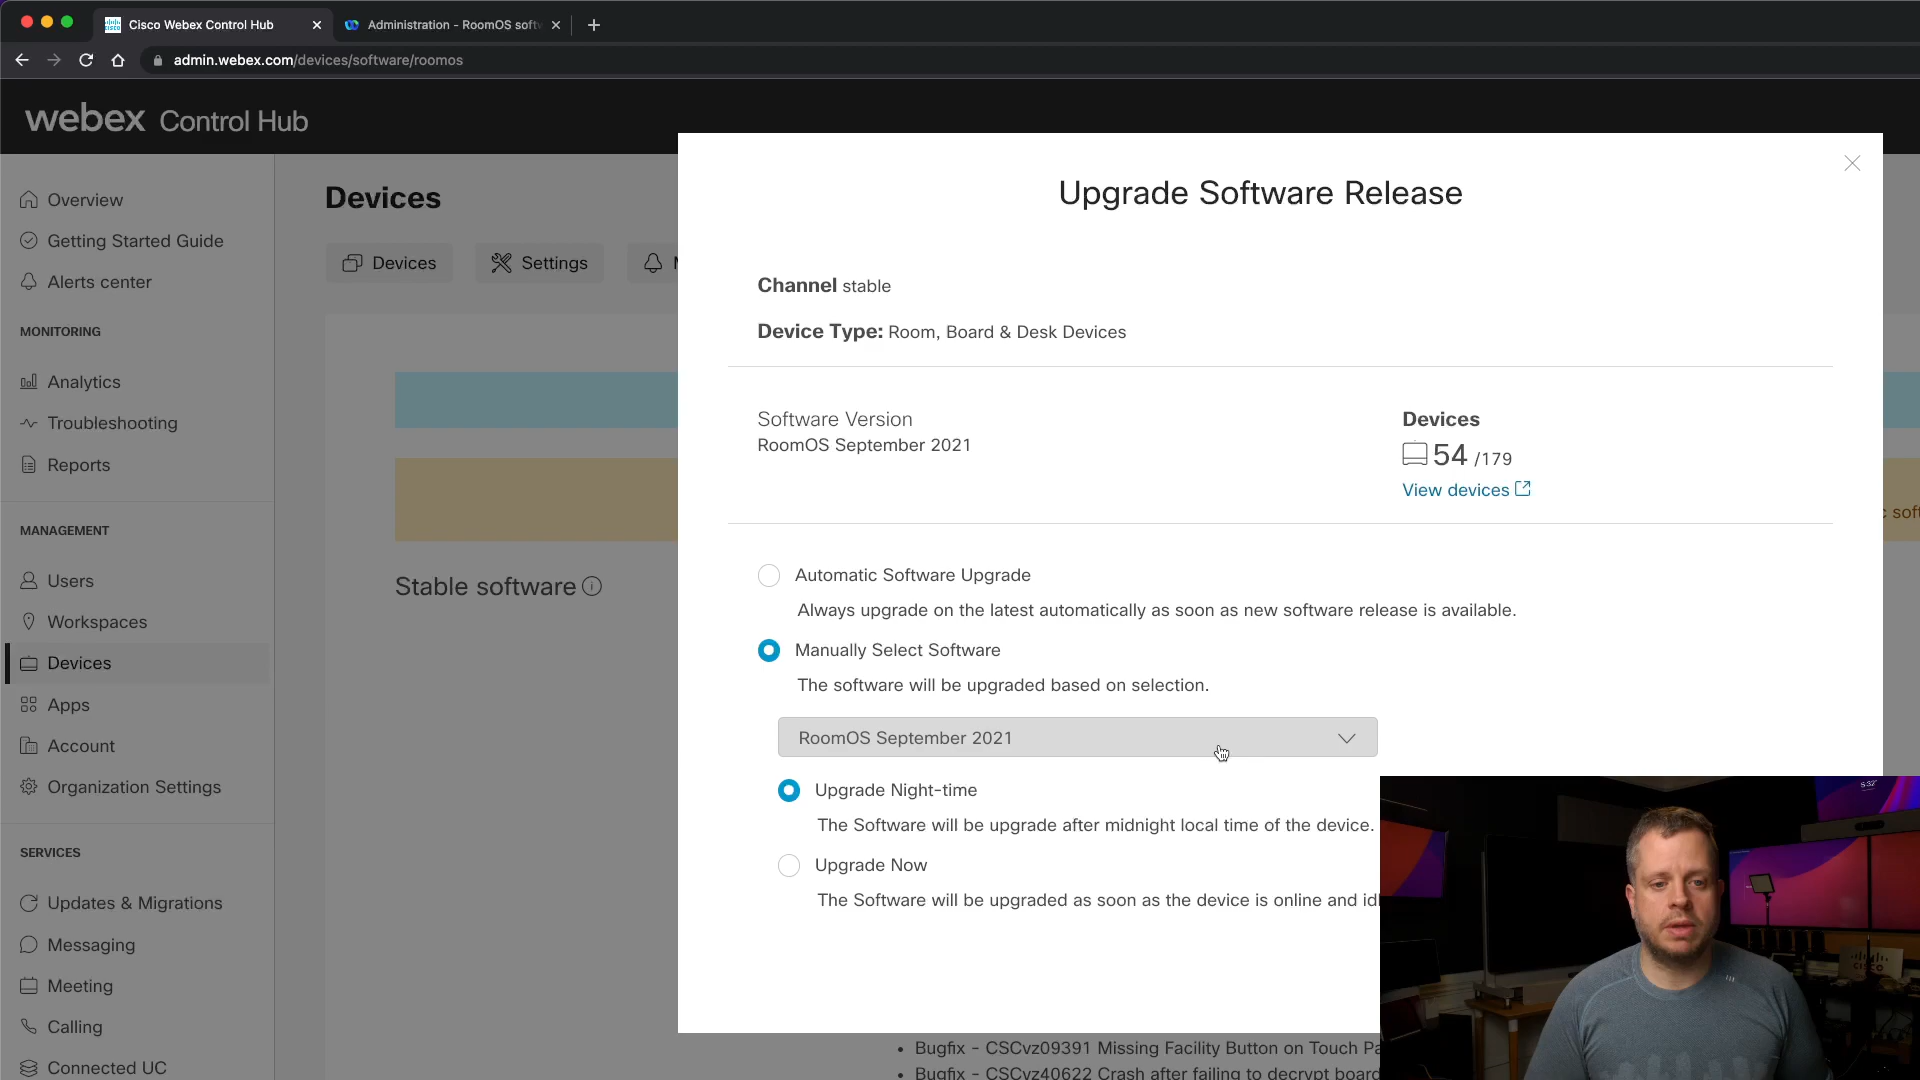 Cisco Webex Control Hub
Administration - RoomOS softw
admin.webex.com/devices/software/roomos
webex Control Hub
Overview
Getting Started Guide
Alerts center
MONITORING
Analytics
Troubleshooting
Reports
MANAGEMENT
Users
Workspaces
Devices
Apps
Account
Organization Settings
SERVICES
Updates & Migrations
Messaging
Meeting
Calling
Connected UC
Devices
Devices
Settings
Stable software
Upgrade Software Release
Channel stable
Device Type: Room, Board & Desk Devices
Software Version
RoomOS September 2021
Devices
54 /179
View devices
Automatic Software Upgrade
Always upgrade on the latest automatically as soon as new software release is available.
Manually Select Software
The software will be upgraded based on selection.
RoomOS September 2021
Upgrade Night-time
The Software will be upgrade after midnight local time of the device.
Upgrade Now
The Software will be upgraded as soon as the device is online and idl
c soft
• Bugfix - CSCvz09391 Missing Facility Button on Touch Pa
• Bugfix - CSCvz40622 Crash after failing to decrypt board
5:32
CISCO